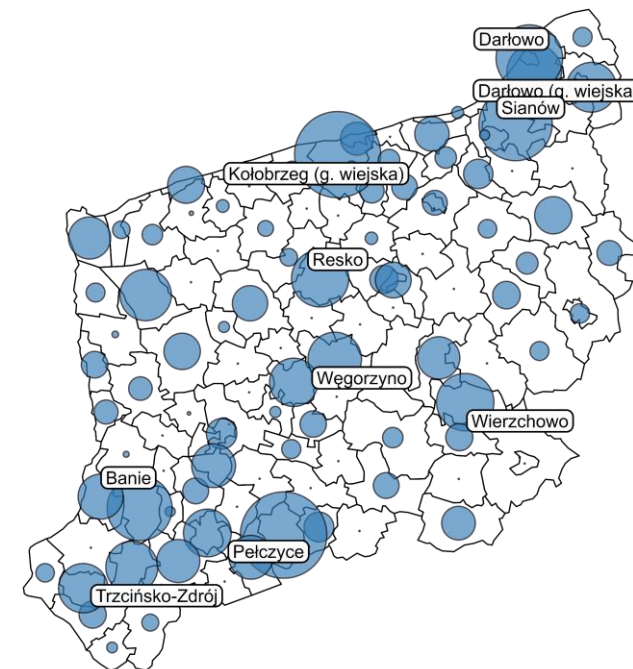 Darłowo
Darłowo (g. wiejska
Sianów
Kołobrzeg (g. wiejska)
Resko
Węgorzyno
Wierzchowo
Banie
Pełczyce
Trzcińsko-Zdrój